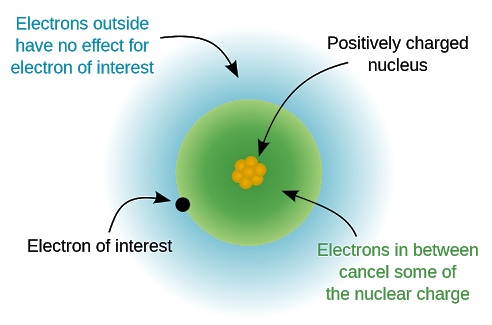 Electrons outside
have no effect for
electron of interest
Positively charged
nucleus
Electron of interest
Electrons in between
cancel some of
the nuclear charge